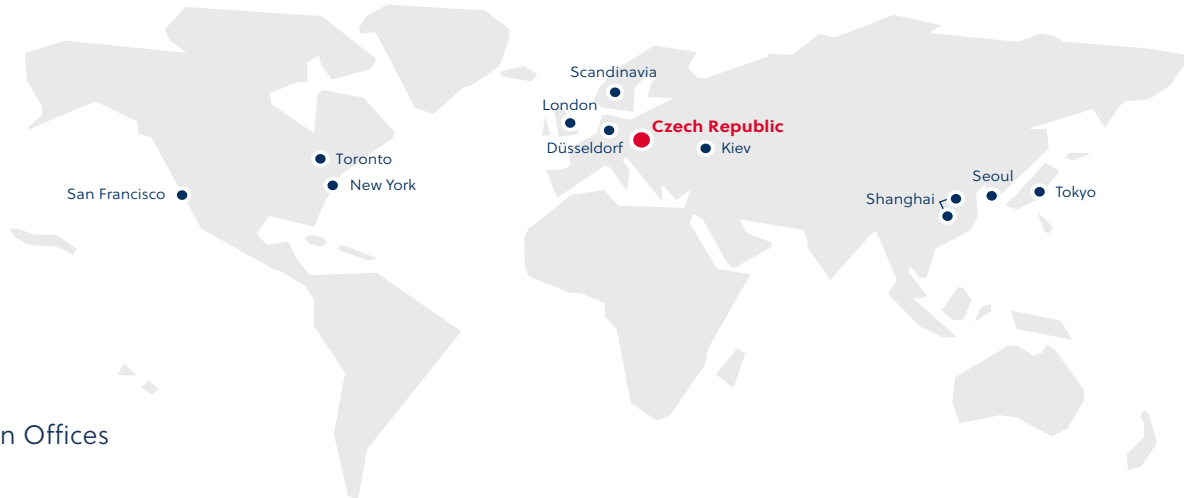 Scandinavia
London
Czech Republic
Düsseldorf
Kiev
Toronto
New York
San Francisco
Seoul
Shanghai
Tokyo
n Offices